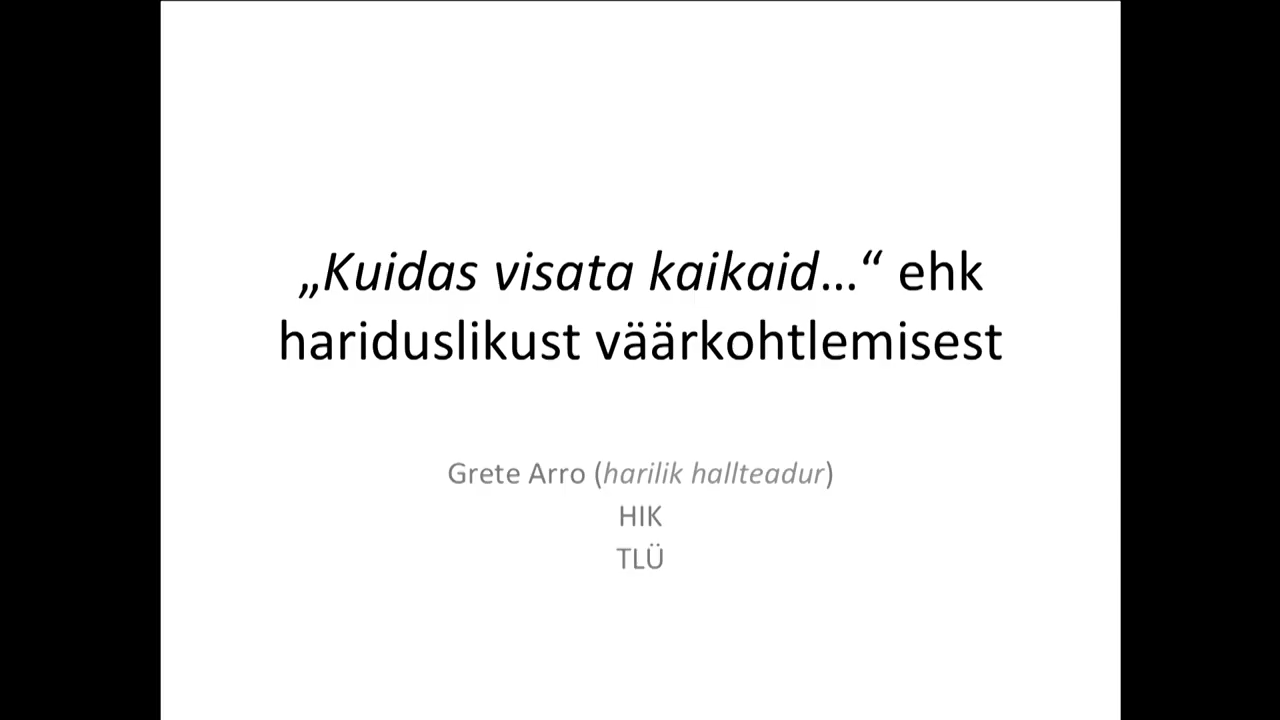 „Kuidas visata kaikaid…“ ehk
hariduslikust väärkohtlemisest
Grete Arro (harilik hallteadur)
HIK
TLÜ